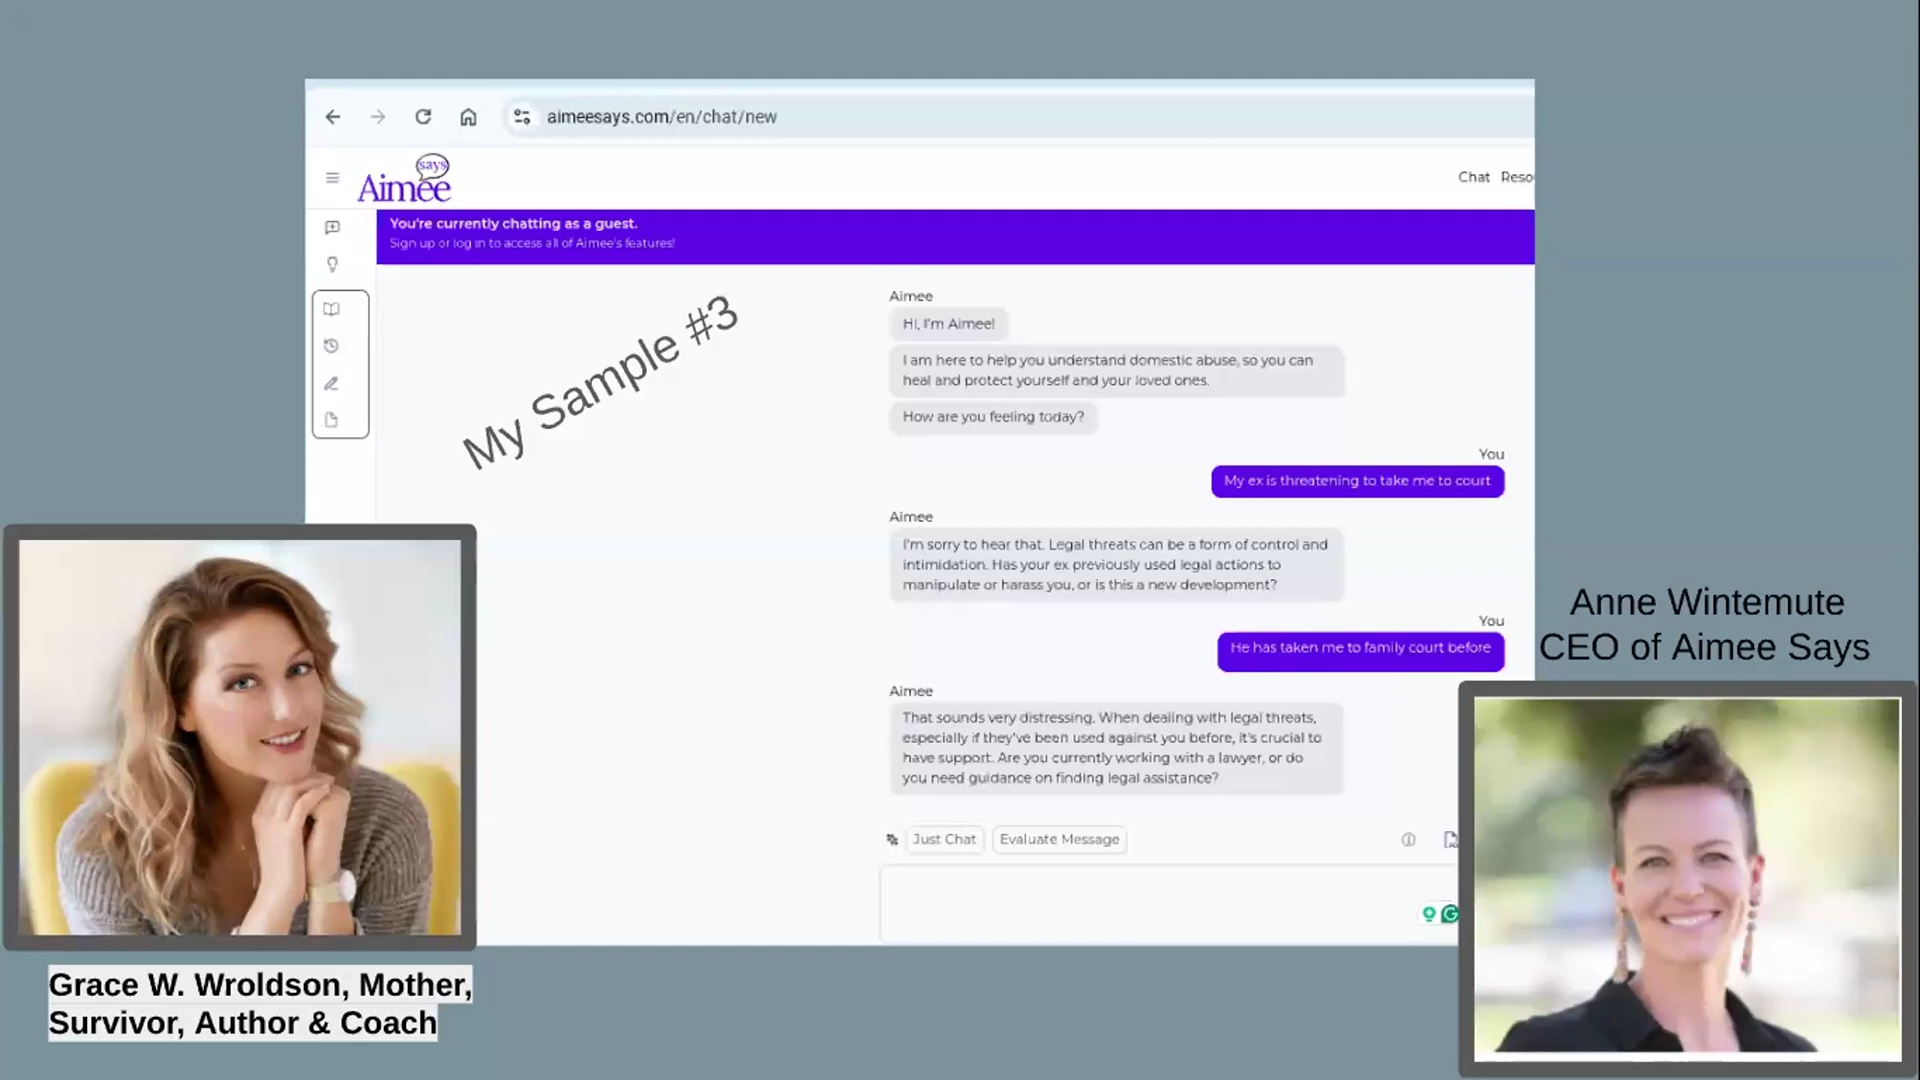 aimeesays.com/en/chat/new
says
Aimee
Chat Reso
You're currently chatting as a guest.
Sign up or log in to access all of Aimee's features!
My Sample #3
Aimee
Hi, I'm Aimee!
I am here to help you understand domestic abuse, so you can
heal and protect yourself and your loved ones.
How are you feeling today?
You
My ex is threatening to take me to court
Aimee
I'm sorry to hear that. Legal threats can be a form of control and
intimidation. Has your ex previously used legal actions to
manipulate or harass you, or is this a new development?
You
He has taken me to family court before
Aimee
That sounds very distressing. When dealing with legal threats,
especially if they've been used against you before, it's crucial to
have support. Are you currently working with a lawyer, or do
you need guidance on finding legal assistance?
Just Chat Evaluate Message
Anne Wintemute
CEO of Aimee Says
Grace W. Wroldson, Mother,
Survivor, Author & Coach